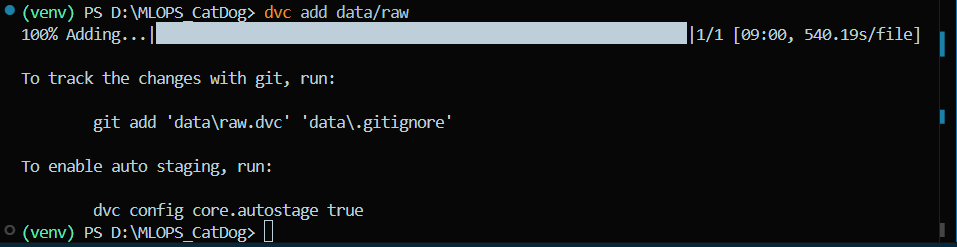 (venv) PS D:\MLOPS_CatDog> dvc add data/raw
100% Adding...| |1/1 [09:00, 540.19s/file]
To track the changes with git, run:
git add 'data\raw.dvc' 'data\.gitignore'
To enable auto staging, run:
dvc config core.autostage true
(venv) PS D:\MLOPS_CatDog>